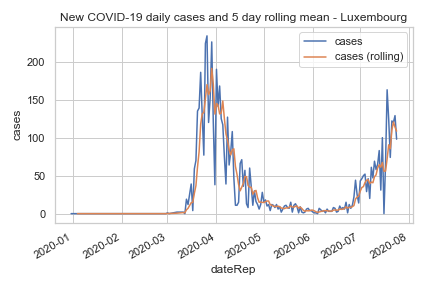 New COVID-19 daily cases and 5 day rolling mean - Luxembourg
cases
cases (rolling)
cases
200
150
100
50
0
2020-01
2020-02
2020-03
2020-04
2020-05
2020-06
2020-07
2020-08
dateRep